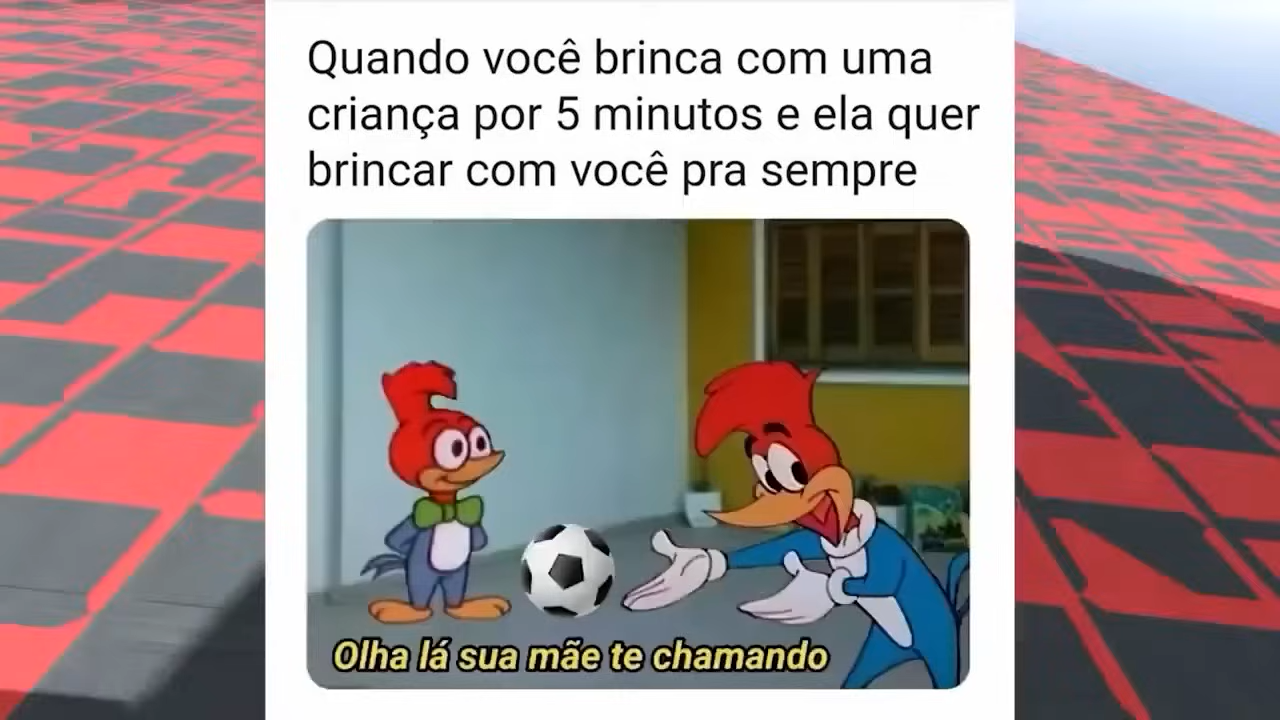 Quando você brinca com uma
criança por 5 minutos e ela quer
brincar com você pra sempre
Olha lá sua mãe te chamando